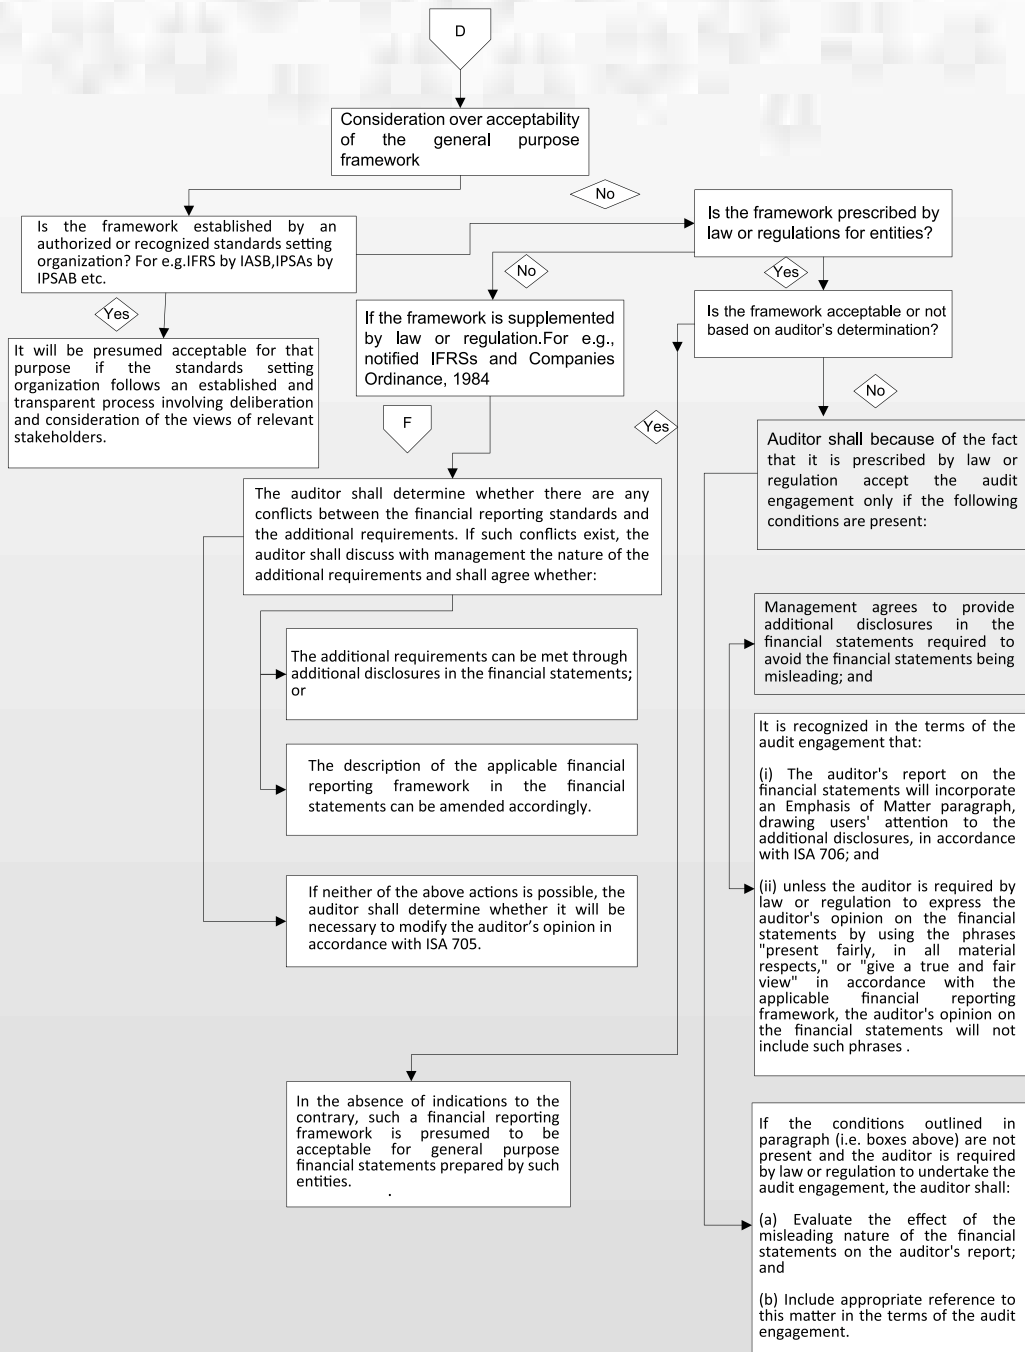 D
Consideration over acceptability
of the general purpose
framework
No
Is the framework established by an
authorized or recognized standards setting
organization? For e.g.IFRS by IASB,IPSAs by
IPSAB etc.
Is the framework prescribed by
law or regulations for entities?
No
Yes
Yes
If the framework is supplemented
by law or regulation.For e.g.,
notified IFRSs and Companies
Ordinance, 1984
Is the framework acceptable or not
based on auditor’s determination?
It will be presumed acceptable for that
purpose if the standards setting
organization follows an established and
transparent process involving deliberation
and consideration of the views of relevant
stakeholders.
No
F
Yes
Auditor shall because of the fact
that it is prescribed by law or
regulation accept the audit
engagement only if the following
conditions are present:
The auditor shall determine whether there are any
conflicts between the financial reporting standards and
the additional requirements. If such conflicts exist, the
auditor shall discuss with management the nature of the
additional requirements and shall agree whether:
Management agrees to provide
additional disclosures in the
financial statements required to
avoid the financial statements being
misleading; and
The additional requirements can be met through
additional disclosures in the financial statements;
or
It is recognized in the terms of the
audit engagement that:
(i) The auditor's report on the
financial statements will incorporate
an Emphasis of Matter paragraph,
drawing users' attention to the
additional disclosures, in accordance
with ISA 706; and
(ii) unless the auditor is required by
law or regulation to express the
auditor's opinion on the financial
statements by using the phrases
"present fairly, in all material
respects," or "give a true and fair
view" in accordance with the
applicable financial reporting
framework, the auditor's opinion on
the financial statements will not
include such phrases .
The description of the applicable financial
reporting framework in the financial
statements can be amended accordingly.
If neither of the above actions is possible, the
auditor shall determine whether it will be
necessary to modify the auditor’s opinion in
accordance with ISA 705.
In the absence of indications to the
contrary, such a financial reporting
framework is presumed to be
acceptable for general purpose
financial statements prepared by such
entities.
.
If the conditions outlined in
paragraph (i.e. boxes above) are not
present and the auditor is required
by law or regulation to undertake the
audit engagement, the auditor shall:
(a) Evaluate the effect of the
misleading nature of the financial
statements on the auditor's report;
and
(b) Include appropriate reference to
this matter in the terms of the audit
engagement.